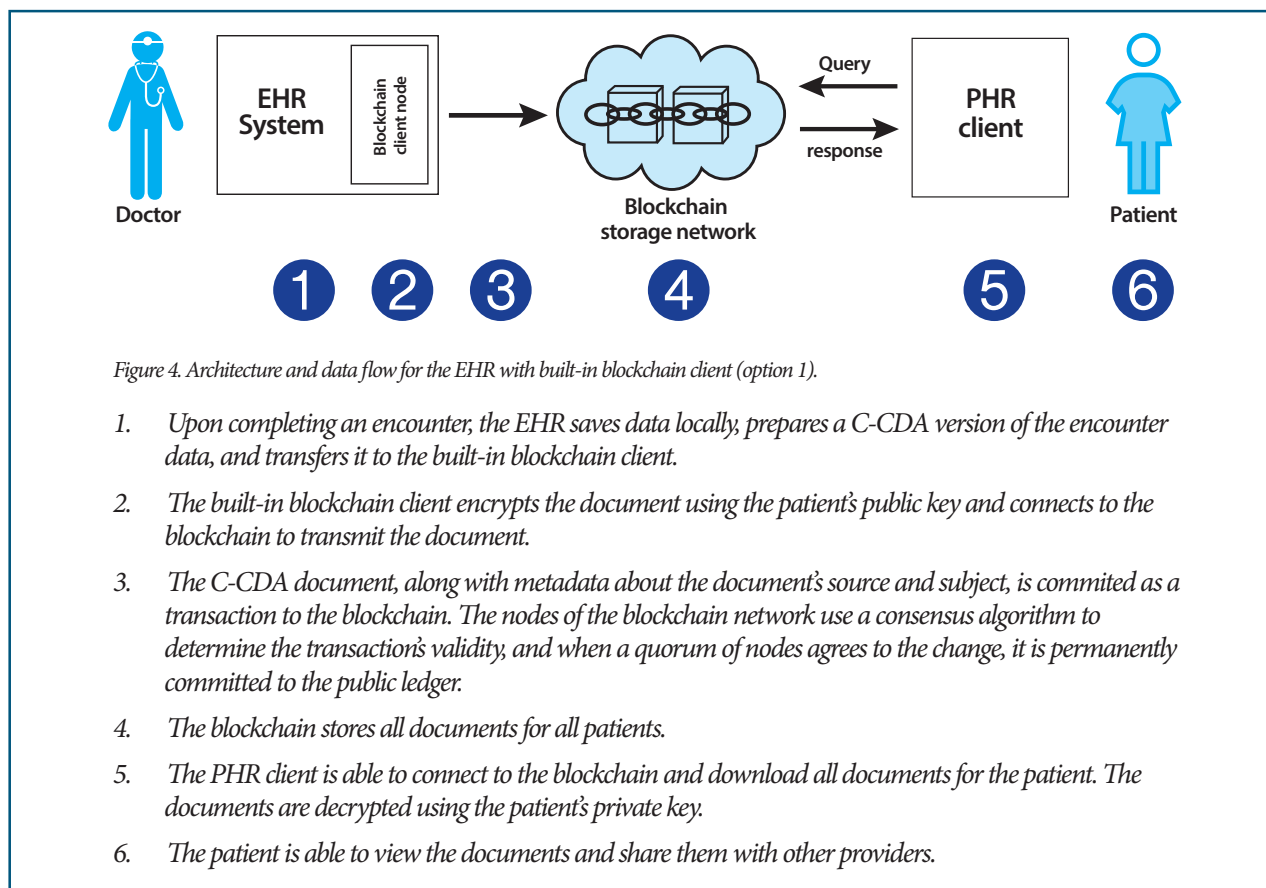 EHR
System
Blockchain
client node
Query
response
PHR
client
Doctor
Blockchain
storage network
Patient
1 2 3 4 5 6
Figure 4. Architecture and data flow for the EHR with built-in blockchain client (option 1).
1. Upon completing an encounter, the EHR saves data locally, prepares a C-CDA version of the encounter
data, and transfers it to the built-in blockchain client.
2. The built-in blockchain client encrypts the document using the patient's public key and connects to the
blockchain to transmit the document.
3. The C-CDA document, along with metadata about the document's source and subject, is commited as a
transaction to the blockchain. The nodes of the blockchain network use a consensus algorithm to
determine the transaction's validity, and when a quorum of nodes agrees to the change, it is permanently
committed to the public ledger.
4. The blockchain stores all documents for all patients.
5. The PHR client is able to connect to the blockchain and download all documents for the patient. The
documents are decrypted using the patient's private key.
6. The patient is able to view the documents and share them with other providers.